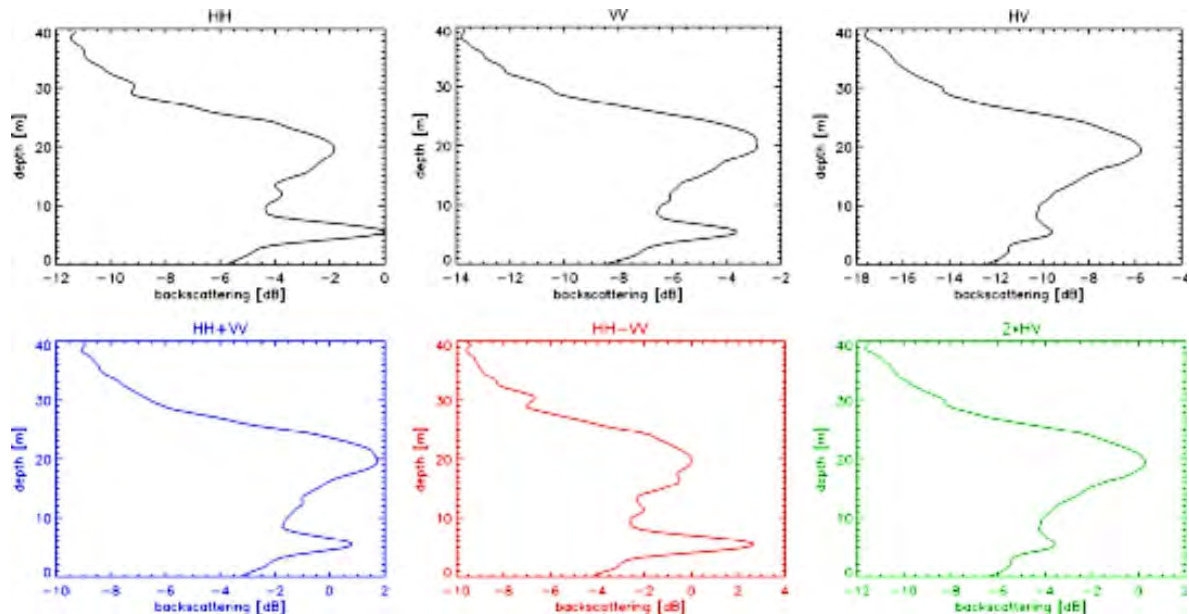 HH
VV
HV
40
30
20
10
0
depth [m]
−12 −10 −8 −6 −4 −2 0
backscattering [dB]
40
30
20
10
0
depth [m]
−14 −12 −10 −8 −6 −4 −2
backscattering [dB]
40
30
20
10
0
depth [m]
−18 −16 −14 −12 −10 −8 −6 −4
backscattering [dB]
HH+VV
HH−VV
2*HV
40
30
20
10
0
depth [m]
−10 −8 −6 −4 −2 0 2
backscattering [dB]
40
30
20
10
0
depth [m]
−10 −8 −6 −4 −2 0 2 4
backscattering [dB]
40
30
20
10
0
depth [m]
−12 −10 −8 −6 −4 −2 0 2
backscattering [dB]